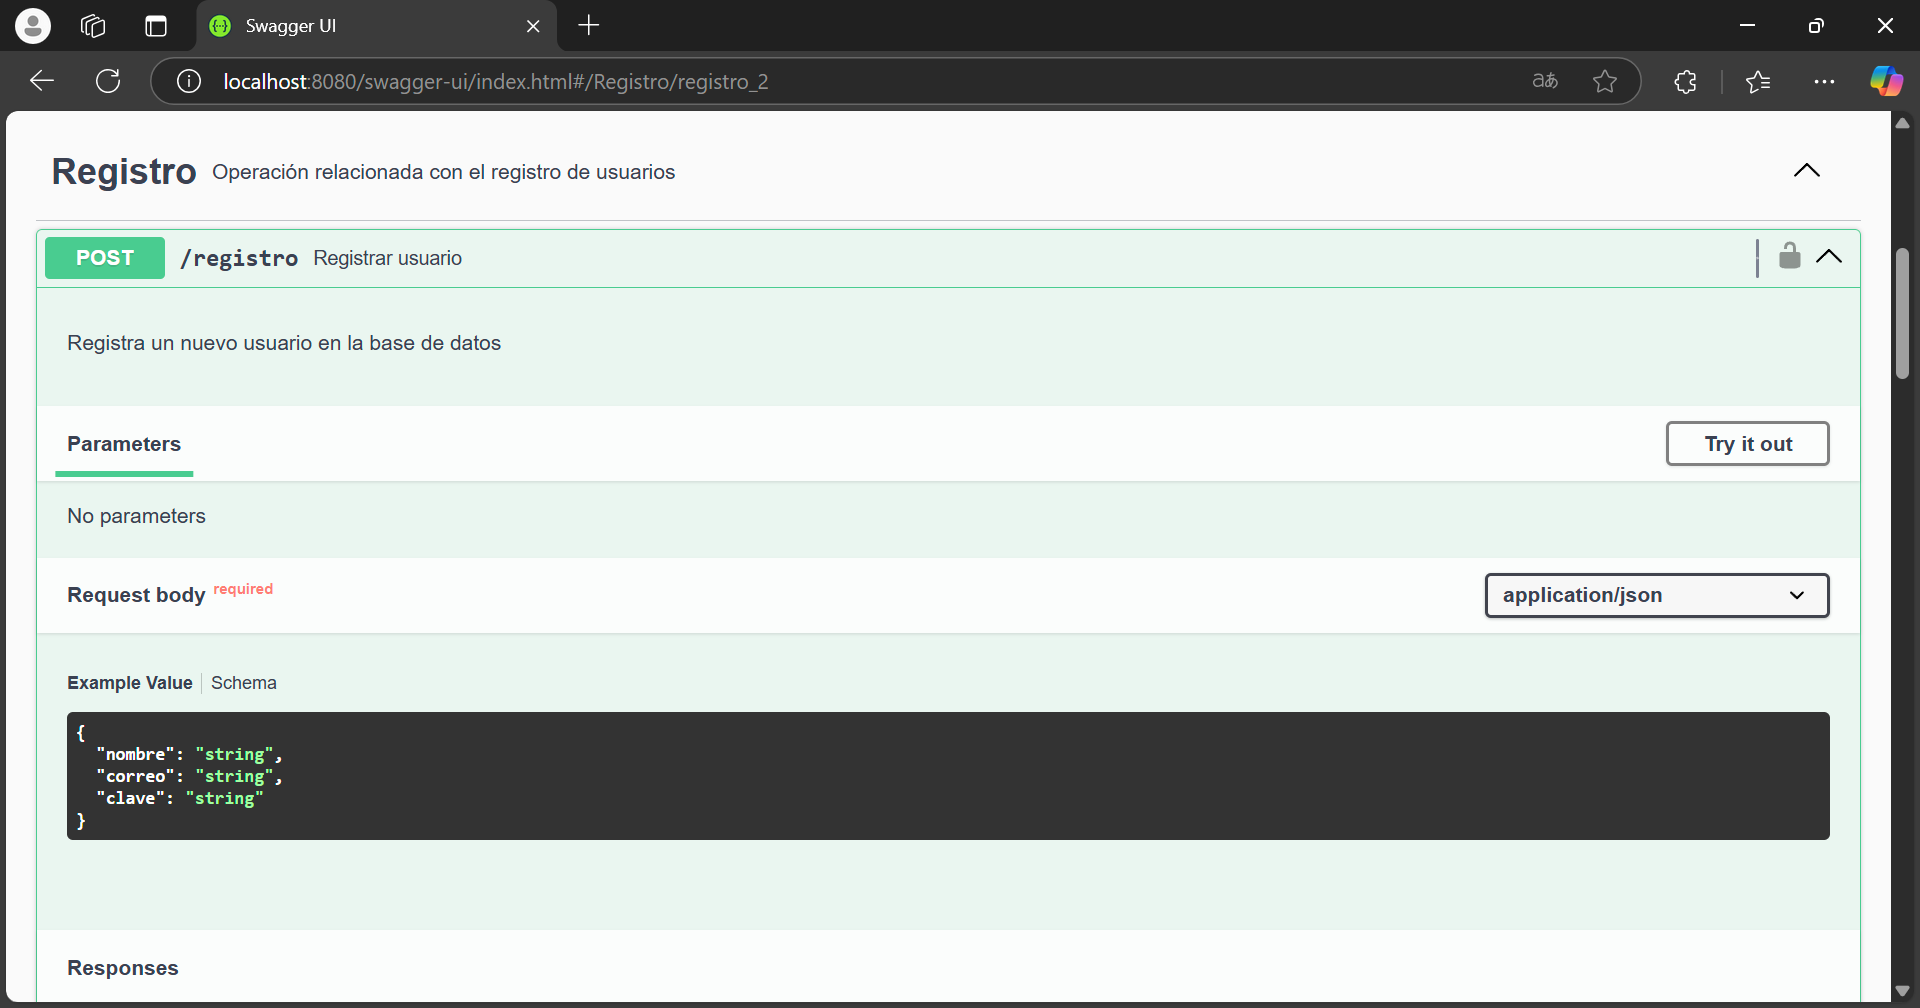 Swagger UI
localhost:8080/swagger-ui/index.html#/Registro/registro_2
aあ
Registro Operación relacionada con el registro de usuarios
POST /registro Registrar usuario
Registra un nuevo usuario en la base de datos
Parameters
Try it out
No parameters
Request body required
application/json
Example Value Schema
{
  "nombre": "string",
  "correo": "string",
  "clave": "string"
}
Responses